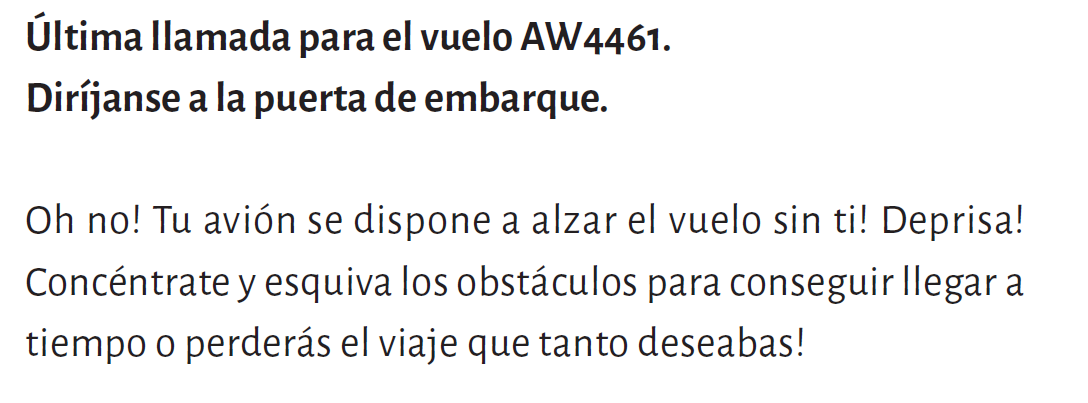 Última llamada para el vuelo AW4461.
Diríjanse a la puerta de embarque.
Oh no! Tu avión se dispone a alzar el vuelo sin ti! Deprisa!
Concéntrate y esquiva los obstáculos para conseguir llegar a
tiempo o perderás el viaje que tanto deseabas!